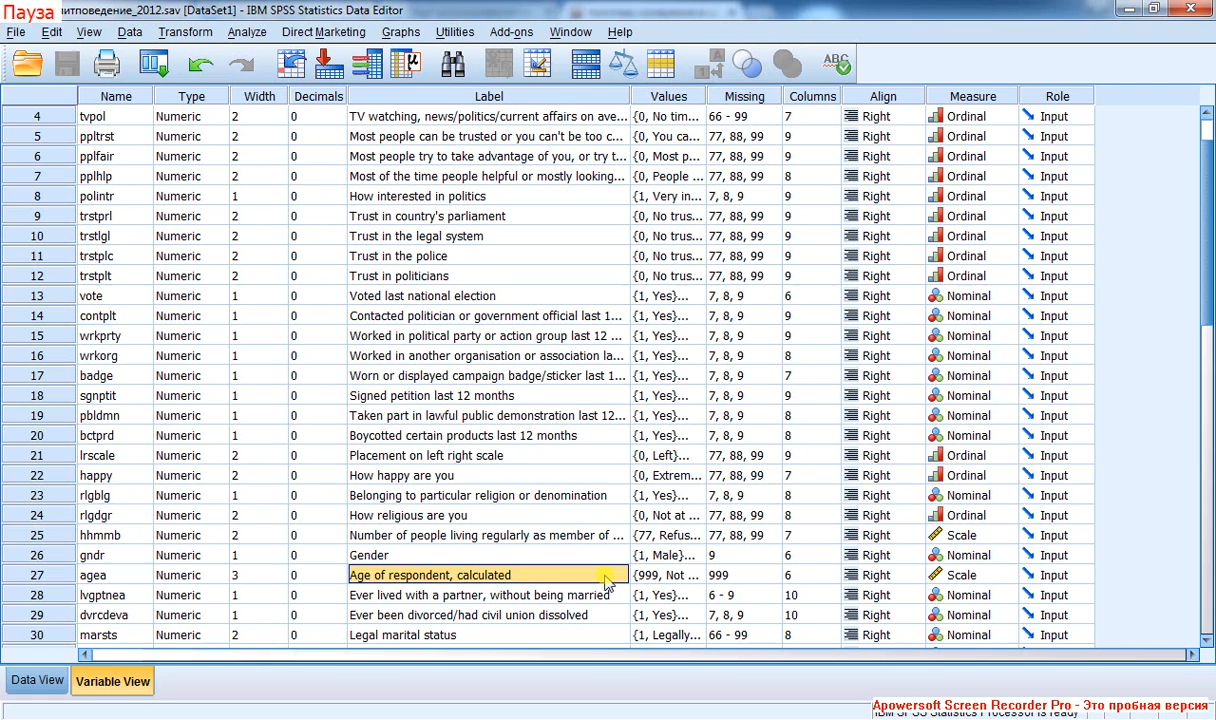 Пауза итповедение_2012.sav [DataSet1] - IBM SPSS Statistics Data Editor
File Edit View Data Transform Analyze Direct Marketing Graphs Utilities Add-ons Window Help
Name Type Width Decimals Label Values Missing Columns Align Measure Role
4 tvpol Numeric 2 0 TV watching, news/politics/current affairs on ave... {0, No tim... 66 - 99 7 Right Ordinal Input
5 ppltrst Numeric 2 0 Most people can be trusted or you can't be too c... {0, You ca... 77, 88, 99 9 Right Ordinal Input
6 pplfair Numeric 2 0 Most people try to take advantage of you, or try t... {0, Most p... 77, 88, 99 9 Right Ordinal Input
7 pplhlp Numeric 2 0 Most of the time people helpful or mostly looking... {0, People ... 77, 88, 99 8 Right Ordinal Input
8 polintr Numeric 1 0 How interested in politics {1, Very in... 7, 8, 9 9 Right Ordinal Input
9 trstprl Numeric 2 0 Trust in country's parliament {0, No trus... 77, 88, 99 9 Right Ordinal Input
10 trstlgl Numeric 2 0 Trust in the legal system {0, No trus... 77, 88, 99 9 Right Ordinal Input
11 trstplc Numeric 2 0 Trust in the police {0, No trus... 77, 88, 99 9 Right Ordinal Input
12 trstplt Numeric 2 0 Trust in politicians {0, No trus... 77, 88, 99 9 Right Ordinal Input
13 vote Numeric 1 0 Voted last national election {1, Yes}... 7, 8, 9 6 Right Nominal Input
14 contplt Numeric 1 0 Contacted politician or government official last 1... {1, Yes}... 7, 8, 9 9 Right Nominal Input
15 wrkprty Numeric 1 0 Worked in political party or action group last 12 ... {1, Yes}... 7, 8, 9 9 Right Nominal Input
16 wrkorg Numeric 1 0 Worked in another organisation or association la... {1, Yes}... 7, 8, 9 8 Right Nominal Input
17 badge Numeric 1 0 Worn or displayed campaign badge/sticker last 1... {1, Yes}... 7, 8, 9 7 Right Nominal Input
18 sgnptit Numeric 1 0 Signed petition last 12 months {1, Yes}... 7, 8, 9 9 Right Nominal Input
19 pbldmn Numeric 1 0 Taken part in lawful public demonstration last 12... {1, Yes}... 7, 8, 9 8 Right Nominal Input
20 bctprd Numeric 1 0 Boycotted certain products last 12 months {1, Yes}... 7, 8, 9 8 Right Nominal Input
21 lrscale Numeric 2 0 Placement on left right scale {0, Left}... 77, 88, 99 9 Right Ordinal Input
22 happy Numeric 2 0 How happy are you {0, Extrem... 77, 88, 99 7 Right Ordinal Input
23 rlgblg Numeric 1 0 Belonging to particular religion or denomination {1, Yes}... 7, 8, 9 8 Right Nominal Input
24 rlgdgr Numeric 2 0 How religious are you {0, Not at ... 77, 88, 99 8 Right Ordinal Input
25 hhmmb Numeric 2 0 Number of people living regularly as member of ... {77, Refus... 77, 88, 99 7 Right Scale Input
26 gndr Numeric 1 0 Gender {1, Male}... 9 6 Right Nominal Input
27 agea Numeric 3 0 Age of respondent, calculated {999, Not ... 999 6 Right Scale Input
28 lvgptnea Numeric 1 0 Ever lived with a partner, without being married {1, Yes}... 6 - 9 10 Right Nominal Input
29 dvrcdeva Numeric 1 0 Ever been divorced/had civil union dissolved {1, Yes}... 7, 8, 9 10 Right Nominal Input
30 marsts Numeric 2 0 Legal marital status {1, Legally... 66 - 99 8 Right Nominal Input
Data View Variable View
Apowersoft Screen Recorder Pro - Это пробная версия
IBM SPSS Statistics Processor is ready